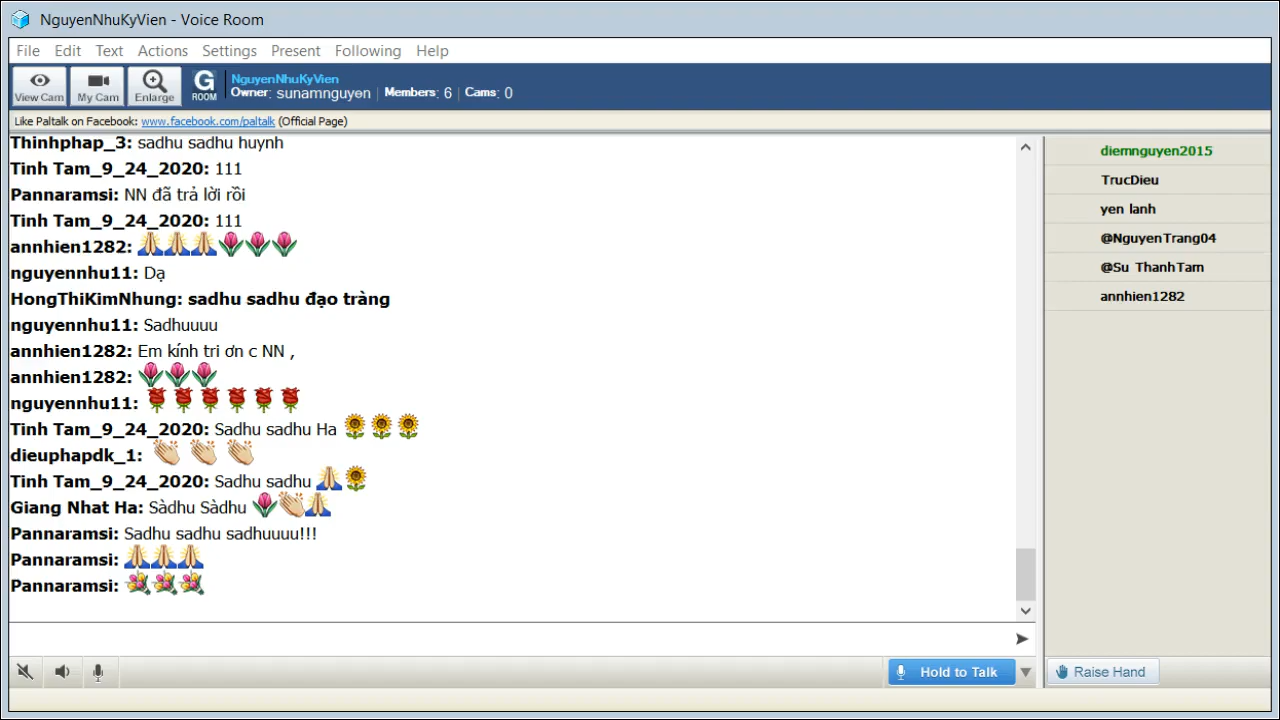 NguyenNhuKyVien - Voice Room
File Edit Text Actions Settings Present Following Help
View Cam My Cam Enlarge G ROOM
NguyenNhuKyVien
Owner: sunamnguyen Members: 6 Cams: 0
Like Paltalk on Facebook: www.facebook.com/paltalk (Official Page)
Thinhphap_3: sadhu sadhu huynh
Tinh Tam_9_24_2020: 111
Pannaramsi: NN đã trả lời rồi
Tinh Tam_9_24_2020: 111
annhien1282: 🙏🙏🙏🌷🌷🌷
nguyennhu11: Dạ
HongThiKimNhung: sadhu sadhu đạo tràng
nguyennhu11: Sadhuuuu
annhien1282: Em kính tri ơn c NN ,
annhien1282: 🌷🌷🌷
nguyennhu11: 🌹🌹🌹🌹🌹🌹
Tinh Tam_9_24_2020: Sadhu sadhu Ha 🌻🌻🌻
dieuphapdk_1: 👏 👏 👏
Tinh Tam_9_24_2020: Sadhu sadhu 🙏🌻
Giang Nhat Ha: Sàdhu Sàdhu 🌷👏🙏
Pannaramsi: Sadhu sadhu sadhuuuu!!!
Pannaramsi: 🙏🙏🙏
Pannaramsi: 💐💐💐
diemnguyen2015
TrucDieu
yen lanh
@NguyenTrang04
@Su ThanhTam
annhien1282
Hold to Talk
Raise Hand